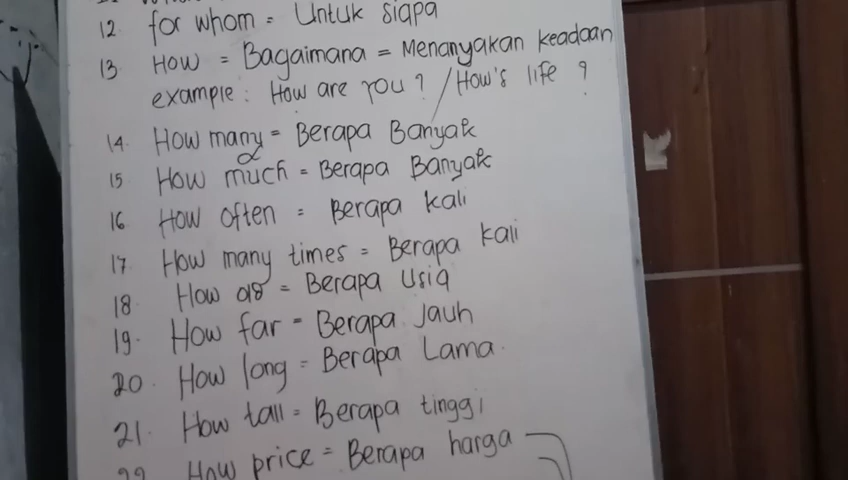 12. for whom = Untuk siapa
13. How = Bagaimana = Menanyakan keadaan
example : How are you ? / How's life ?
14. How many = Berapa Banyak
15. How much = Berapa Banyak
16. How often = Berapa kali
17. How many times = Berapa kali
18. How old = Berapa Usia
19. How far = Berapa Jauh
20. How long = Berapa Lama.
21. How tall = Berapa tinggi
22. How price = Berapa harga